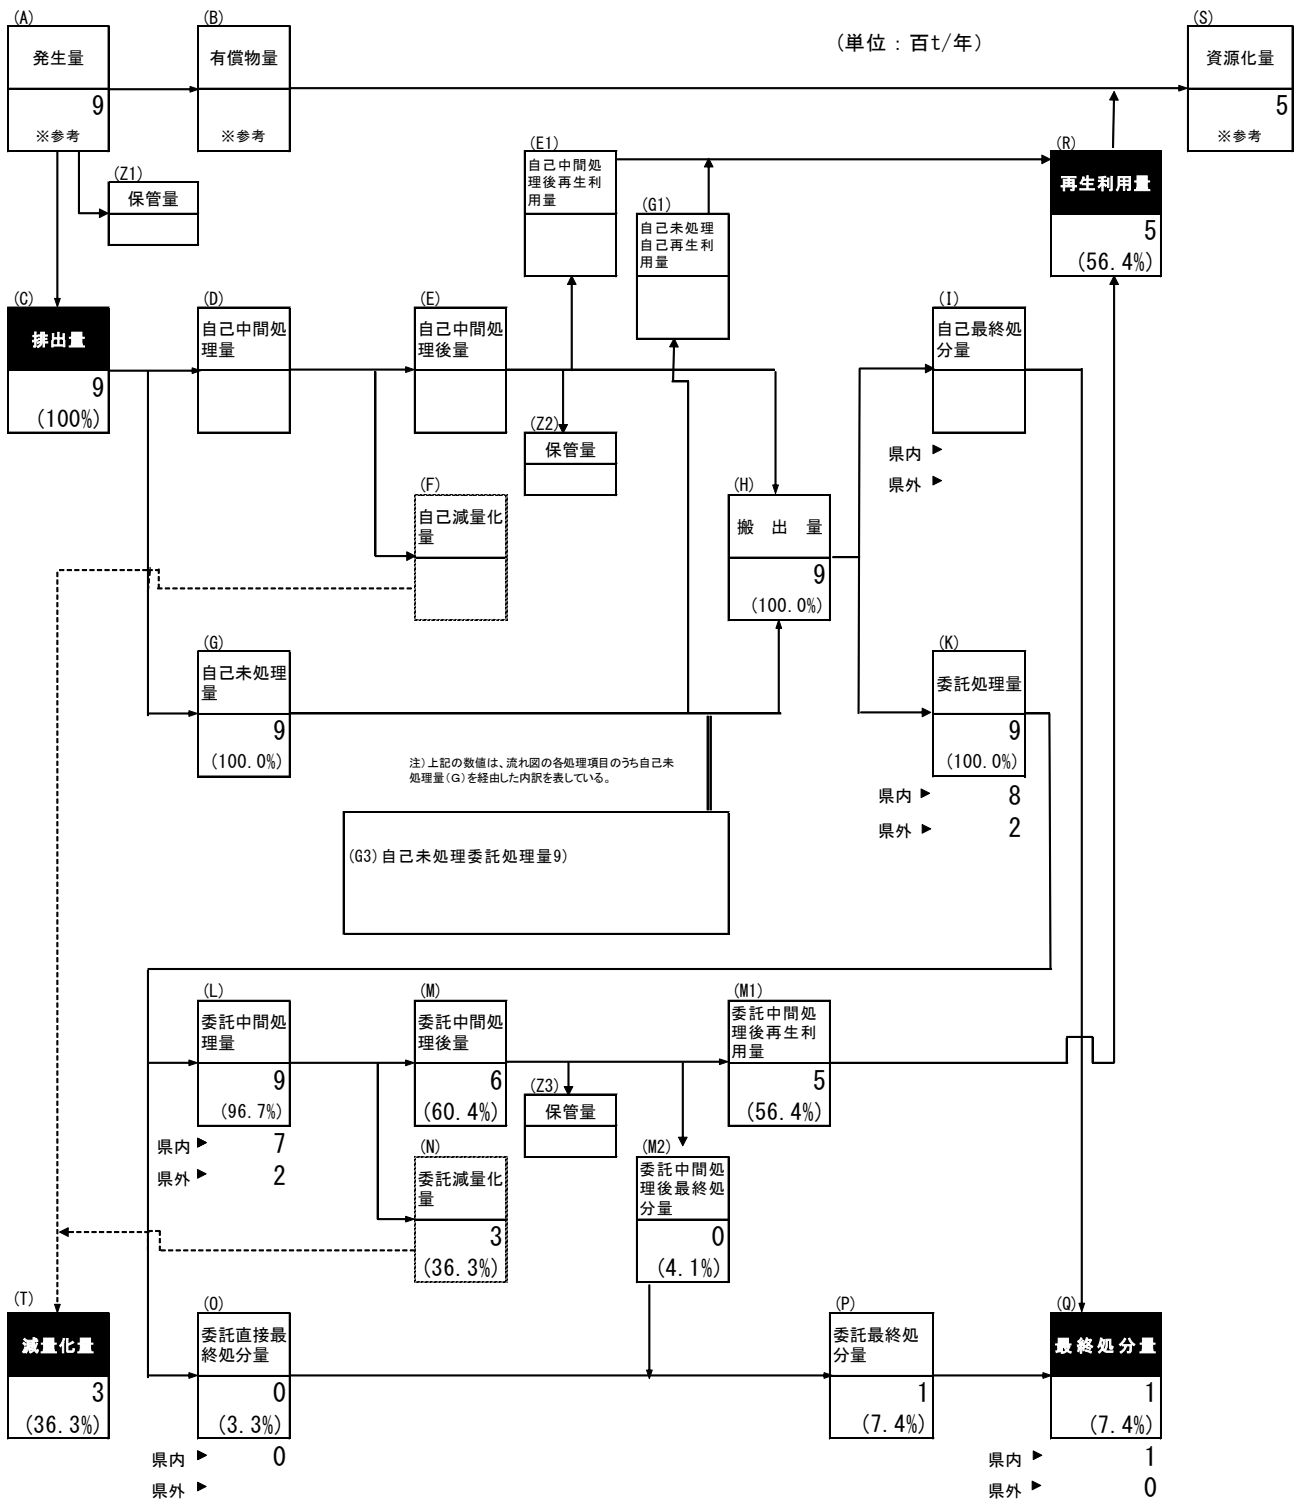 (A)
発生量
9
※参考
(B)
有償物量
※参考
(単位：百t/年)
(S)
資源化量
5
※参考
(Z1)
保管量
(E1)
自己中間処
理後再生利
用量
(G1)
自己未処理
自己再生利
用量
(R)
再生利用量
5
(56.4%)
(C)
排出量
9
(100%)
(D)
自己中間処
理量
(E)
自己中間処
理後量
(Z2)
保管量
(I)
自己最終処
分量
県内 ▶
県外 ▶
(F)
自己減量化
量
(H)
搬 出 量
9
(100.0%)
(G)
自己未処理
量
9
(100.0%)
(K)
委託処理量
9
(100.0%)
県内 ▶ 8
県外 ▶ 2
注）上記の数値は、流れ図の各処理項目のうち自己未
処理量（G）を経由した内訳を表している。
(G3)自己未処理委託処理量9)
(L)
委託中間処
理量
9
(96.7%)
県内 ▶ 7
県外 ▶ 2
(M)
委託中間処
理後量
6
(60.4%)
(Z3)
保管量
(M1)
委託中間処
理後再生利
用量
5
(56.4%)
(N)
委託減量化
量
3
(36.3%)
(M2)
委託中間処
理後最終処
分量
0
(4.1%)
(T)
減量化量
3
(36.3%)
(O)
委託直接最
終処分量
0
(3.3%)
県内 ▶ 0
県外 ▶
(P)
委託最終処
分量
1
(7.4%)
(Q)
最終処分量
1
(7.4%)
県内 ▶ 1
県外 ▶ 0